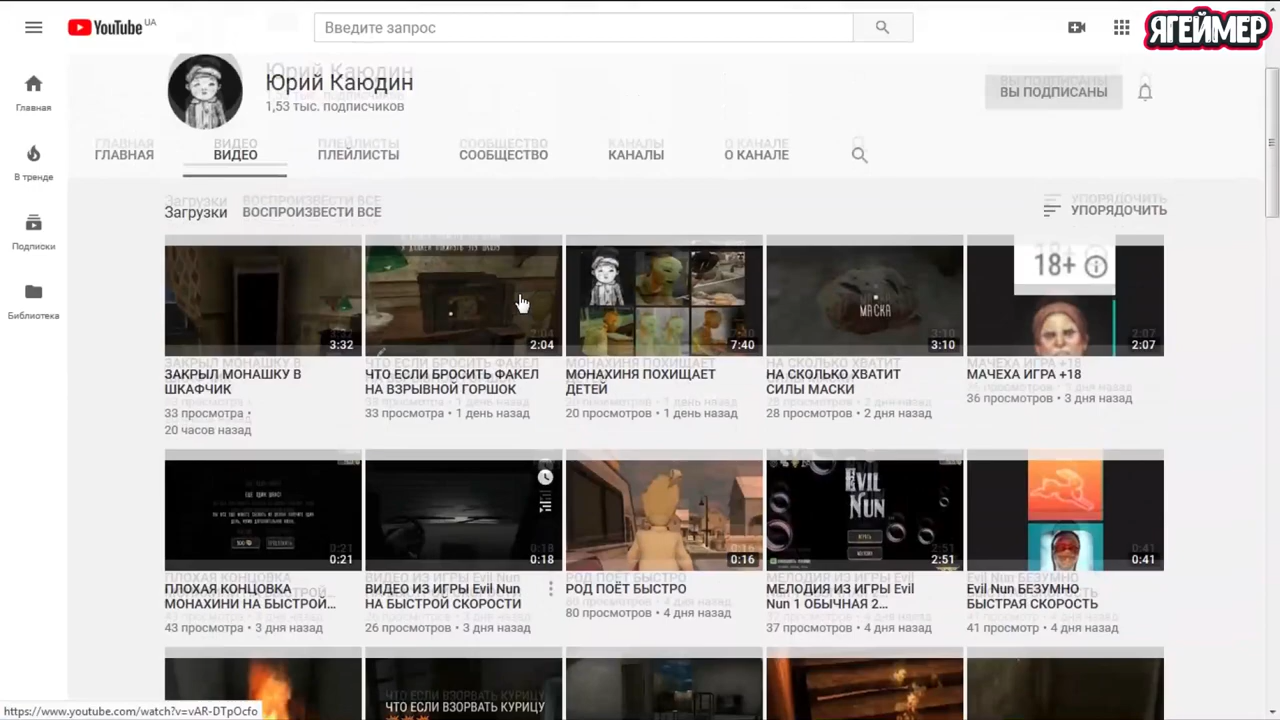 YouTube UA
Введите запрос
ЯГЕЙМЕР
Юрий Каюдин
1,53 тыс. подписчиков
ВЫ ПОДПИСАНЫ
Главная
В тренде
Подписки
Библиотека
ГЛАВНАЯ ВИДЕО ПЛЕЙЛИСТЫ СООБЩЕСТВО КАНАЛЫ О КАНАЛЕ
Загрузки ВОСПРОИЗВЕСТИ ВСЕ УПОРЯДОЧИТЬ
3:32
ЗАКРЫЛ МОНАШКУ В
ШКАФЧИК
33 просмотра •
20 часов назад
2:04
ЧТО ЕСЛИ БРОСИТЬ ФАКЕЛ
НА ВЗРЫВНОЙ ГОРШОК
33 просмотра • 1 день назад
7:40
МОНАХИНЯ ПОХИЩАЕТ
ДЕТЕЙ
20 просмотров • 1 день назад
МАСКА
3:10
НА СКОЛЬКО ХВАТИТ
СИЛЫ МАСКИ
28 просмотров • 2 дня назад
18+
2:07
МАЧЕХА ИГРА +18
36 просмотров • 3 дня назад
0:21
ПЛОХАЯ КОНЦОВКА
МОНАХИНИ НА БЫСТРОЙ...
43 просмотра • 3 дня назад
0:18
ВИДЕО ИЗ ИГРЫ Evil Nun
НА БЫСТРОЙ СКОРОСТИ
26 просмотров • 3 дня назад
0:16
РОД ПОЁТ БЫСТРО
80 просмотров • 4 дня назад
EVIL
NUN
2:51
МЕЛОДИЯ ИЗ ИГРЫ Evil
Nun 1 ОБЫЧНАЯ 2...
37 просмотров • 4 дня назад
0:41
Evil Nun БЕЗУМНО
БЫСТРАЯ СКОРОСТЬ
41 просмотр • 4 дня назад
ЧТО ЕСЛИ ВЗОРВАТЬ КУРИЦУ
https://www.youtube.com/watch?v=vAR-DTpOcfo